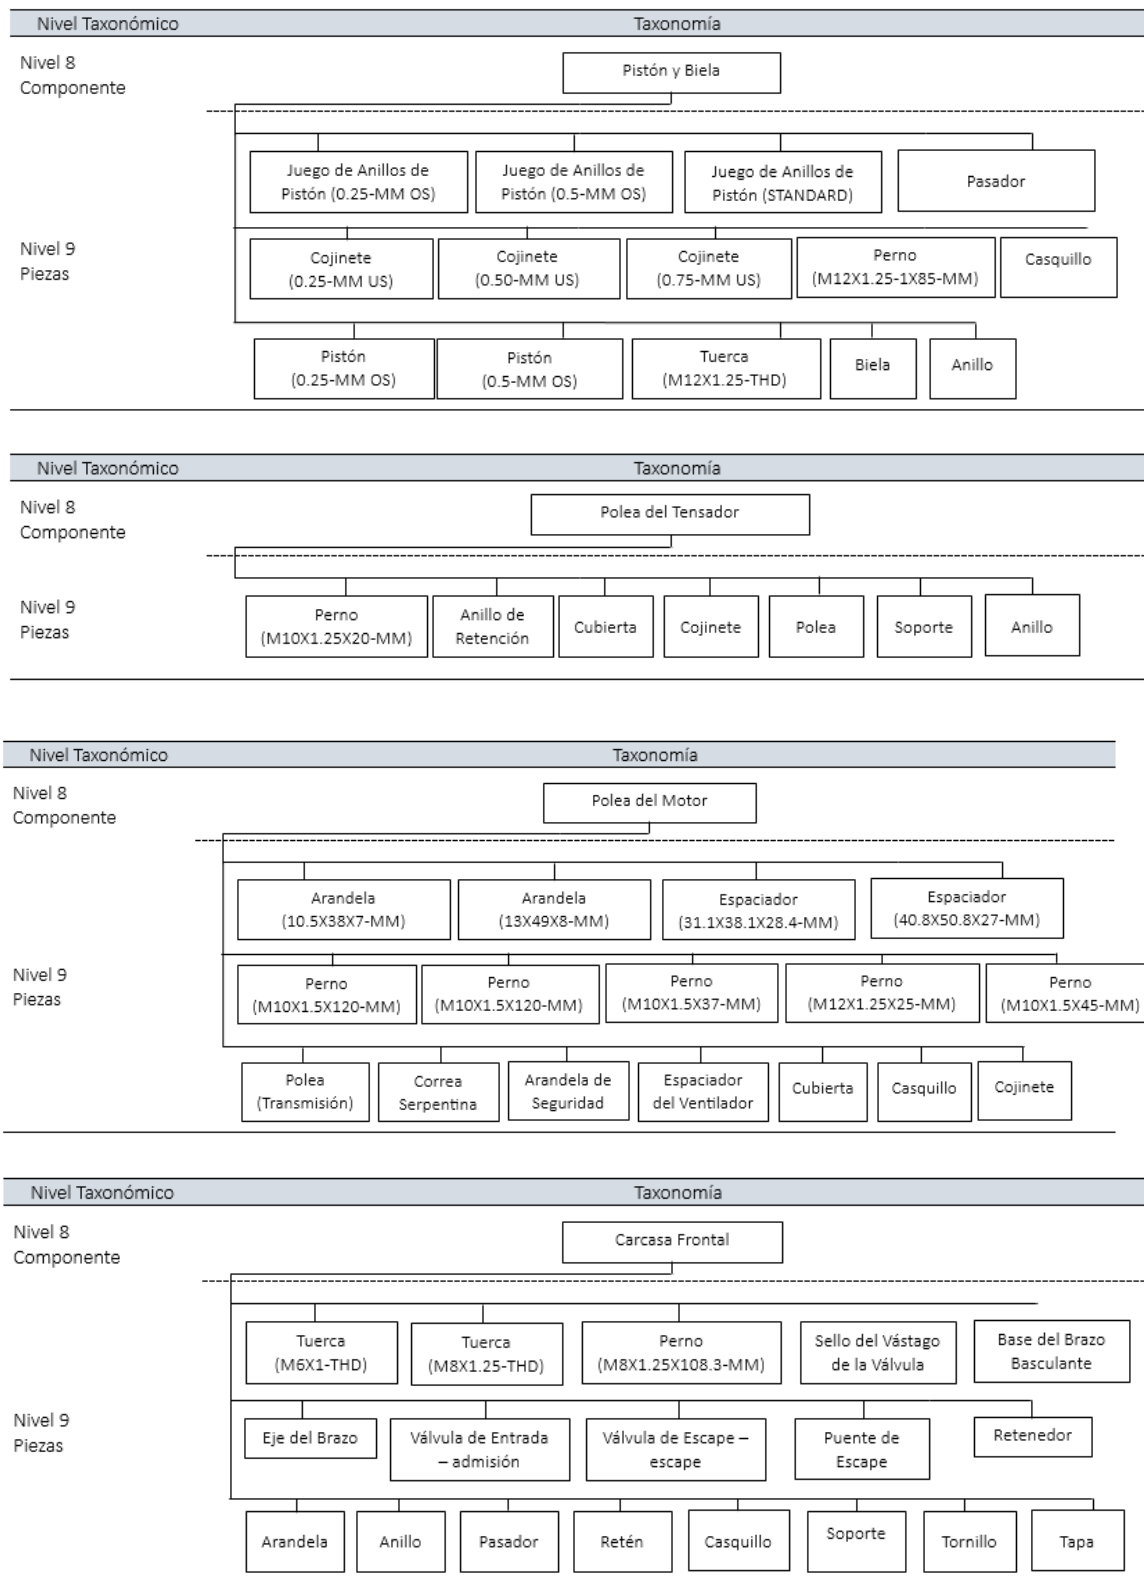 Nivel Taxonómico Taxonomía
Nivel 8
Componente
Pistón y Biela
Juego de Anillos de
Pistón (0.25-MM OS)
Juego de Anillos de
Pistón (0.5-MM OS)
Juego de Anillos de
Pistón (STANDARD)
Pasador
Nivel 9
Piezas
Cojinete
(0.25-MM US)
Cojinete
(0.50-MM US)
Cojinete
(0.75-MM US)
Perno
(M12X1.25-1X85-MM)
Casquillo
Pistón
(0.25-MM OS)
Pistón
(0.5-MM OS)
Tuerca
(M12X1.25-THD)
Biela
Anillo
Nivel Taxonómico Taxonomía
Nivel 8
Componente
Polea del Tensador
Nivel 9
Piezas
Perno
(M10X1.25X20-MM)
Anillo de
Retención
Cubierta
Cojinete
Polea
Soporte
Anillo
Nivel Taxonómico Taxonomía
Nivel 8
Componente
Polea del Motor
Arandela
(10.5X38X7-MM)
Arandela
(13X49X8-MM)
Espaciador
(31.1X38.1X28.4-MM)
Espaciador
(40.8X50.8X27-MM)
Nivel 9
Piezas
Perno
(M10X1.5X120-MM)
Perno
(M10X1.5X120-MM)
Perno
(M10X1.5X37-MM)
Perno
(M12X1.25X25-MM)
Perno
(M10X1.5X45-MM)
Polea
(Transmisión)
Correa
Serpentina
Arandela de
Seguridad
Espaciador
del Ventilador
Cubierta
Casquillo
Cojinete
Nivel Taxonómico Taxonomía
Nivel 8
Componente
Carcasa Frontal
Tuerca
(M6X1-THD)
Tuerca
(M8X1.25-THD)
Perno
(M8X1.25X108.3-MM)
Sello del Vástago
de la Válvula
Base del Brazo
Basculante
Nivel 9
Piezas
Eje del Brazo
Válvula de Entrada
– admisión
Válvula de Escape –
escape
Puente de
Escape
Retenedor
Arandela
Anillo
Pasador
Retén
Casquillo
Soporte
Tornillo
Tapa